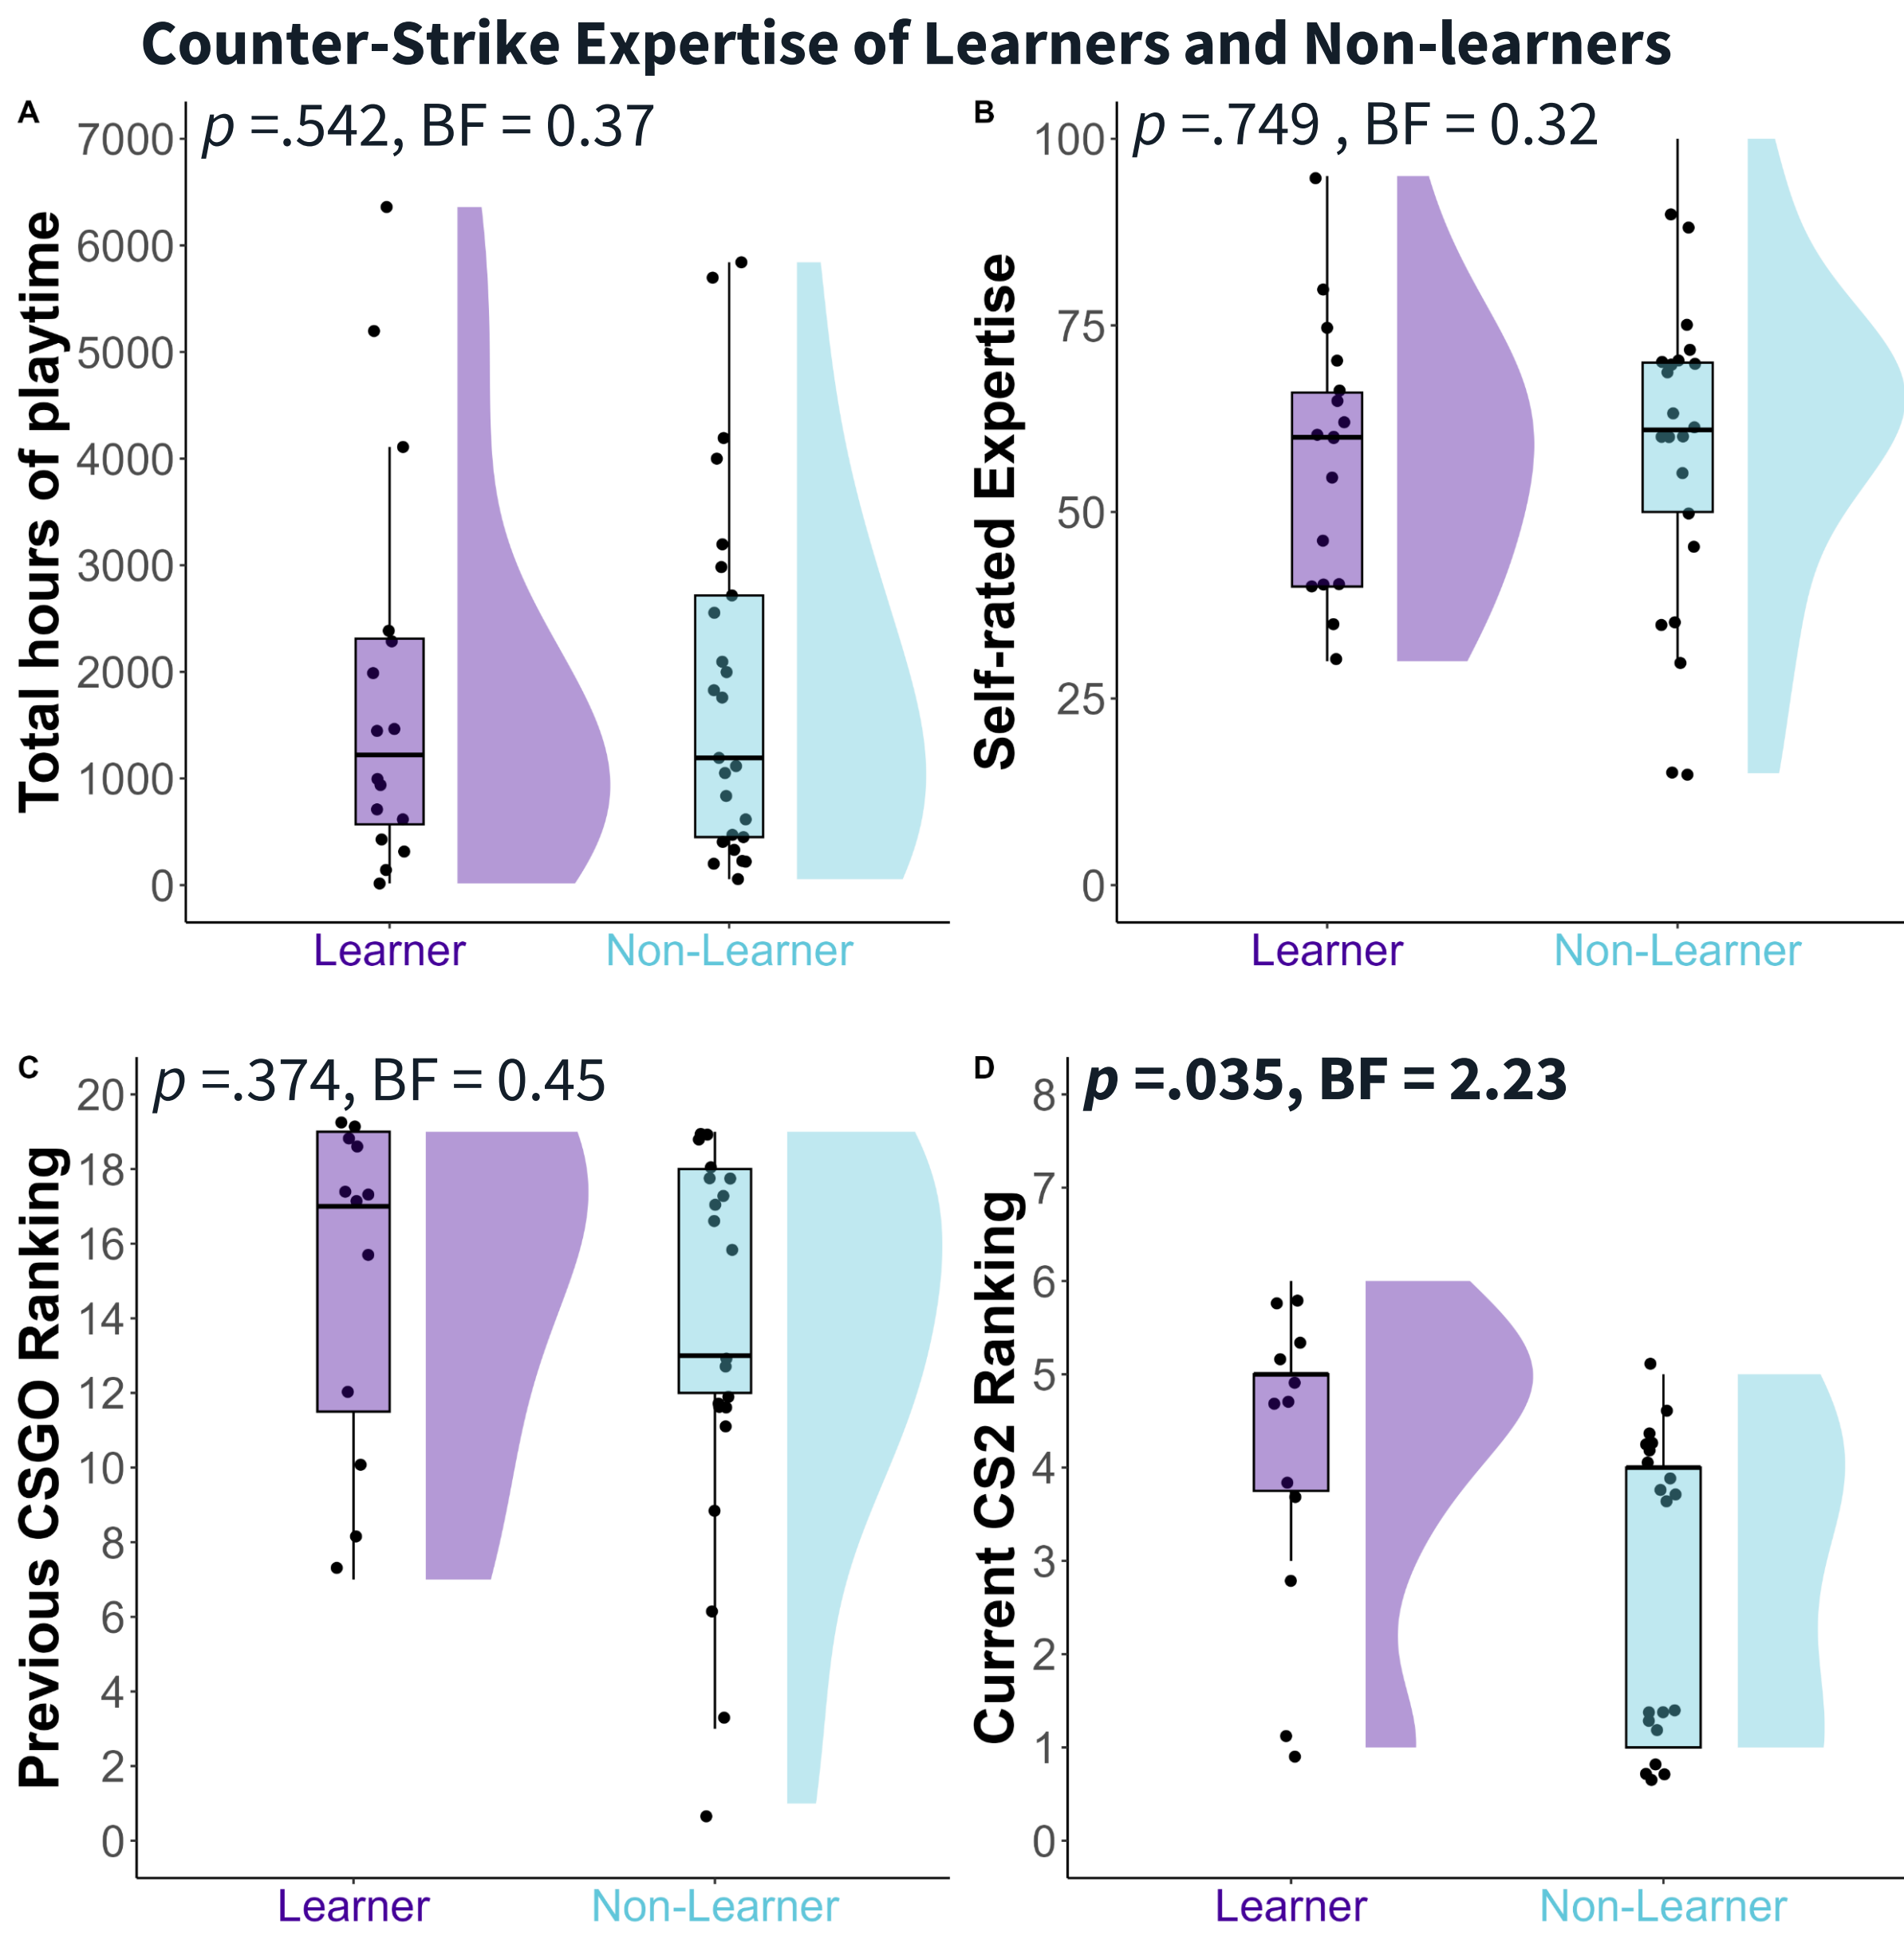 Counter-Strike Expertise of Learners and Non-learners
A
p =.542, BF = 0.37
Total hours of playtime
7000
6000
5000
4000
3000
2000
1000
0
Learner
Non-Learner
B
p =.749 , BF = 0.32
Self-rated Expertise
100
75
50
25
0
Learner
Non-Learner
C
p =.374, BF = 0.45
Previous CSGO Ranking
20
18
16
14
12
10
8
6
4
2
0
Learner
Non-Learner
D
p =.035, BF = 2.23
Current CS2 Ranking
8
7
6
5
4
3
2
1
0
Learner
Non-Learner